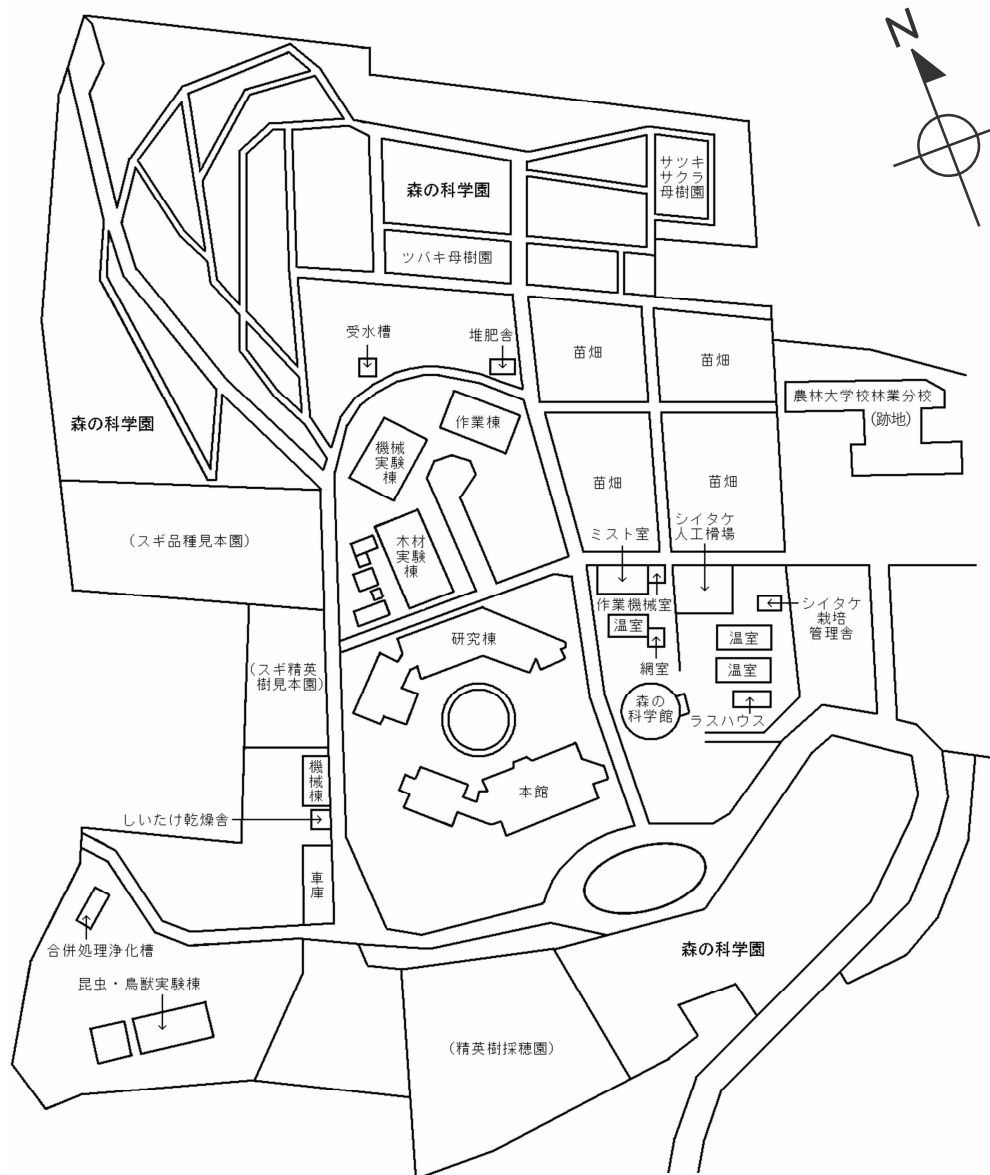 N
サツキ
サクラ
母樹園
森の科学園
ツバキ母樹園
受水槽
堆肥舎
苗畑
苗畑
農林大学校林業分校
(跡地)
作業棟
機械
実験
棟
森の科学園
苗畑
苗畑
ミスト室
シイタケ
人工榾場
(スギ品種見本園)
木材
実験
棟
作業機械室
シイタケ
栽培
管理舎
温室
研究棟
温室
網室
温室
(スギ精英
樹見本園)
森の
科学館
ラスハウス
機
械
棟
本館
しいたけ乾燥舎
車
庫
合併処理浄化槽
森の科学園
昆虫・鳥獣実験棟
(精英樹採穂園)